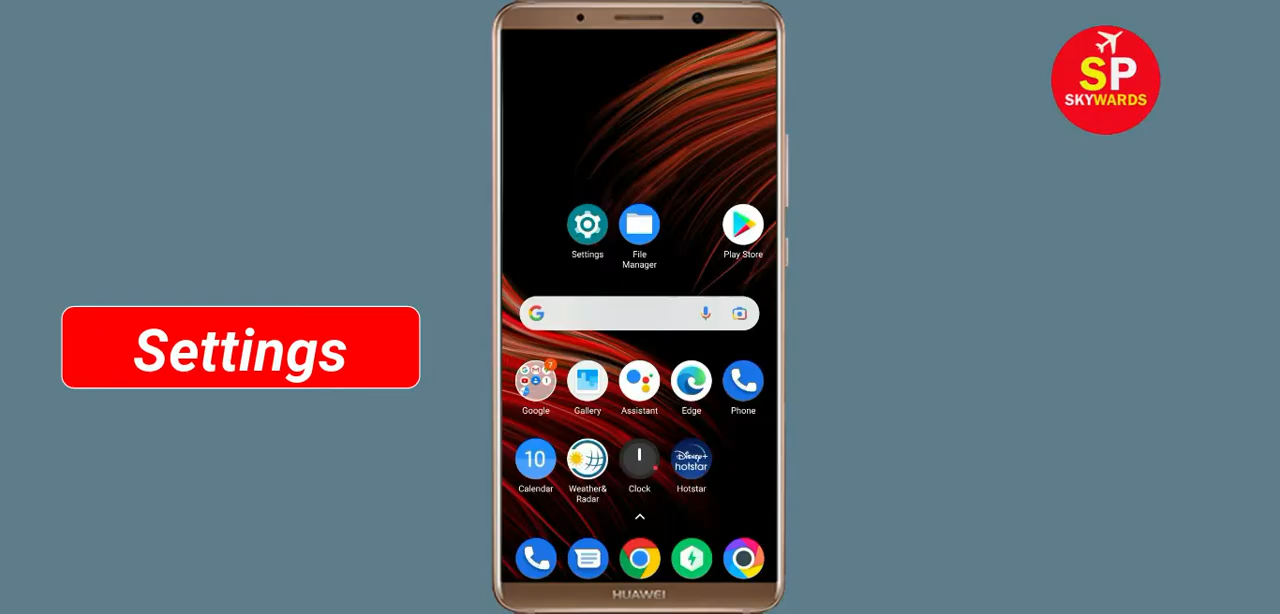 SP
SKYWARDS
Settings
Settings
File
Manager
Play Store
7
Google
Gallery
Assistant
Edge
Phone
10
Disney+
hotstar
Calendar
Weather&
Radar
Clock
Hotstar
HUAWEI